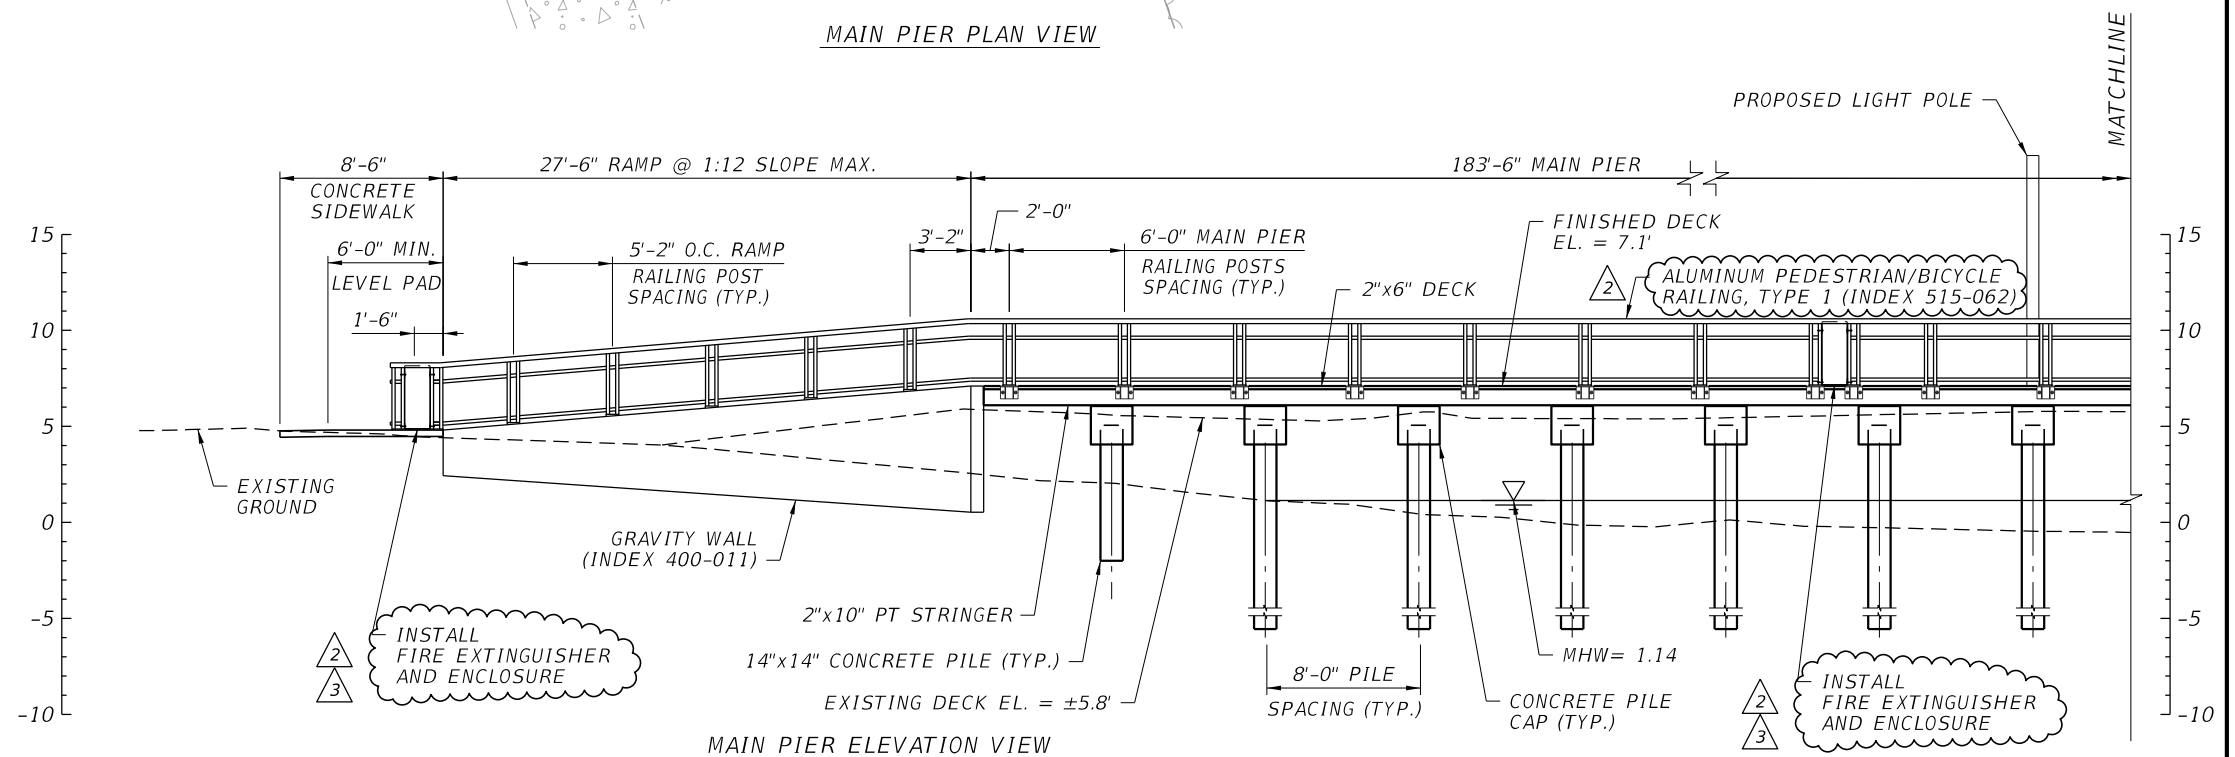 MAIN PIER PLAN VIEW
MATCHLINE
PROPOSED LIGHT POLE
8'-6"
CONCRETE
SIDEWALK
27'-6" RAMP @ 1:12 SLOPE MAX.
183'-6" MAIN PIER
6'-0" MIN.
LEVEL PAD
1'-6"
5'-2" O.C. RAMP
RAILING POST
SPACING (TYP.)
3'-2"
2'-0"
6'-0" MAIN PIER
RAILING POSTS
SPACING (TYP.)
2"x6" DECK
FINISHED DECK
EL. = 7.1'
2
ALUMINUM PEDESTRIAN/BICYCLE
RAILING, TYPE 1 (INDEX 515-062)
15
10
5
0
-5
-10
15
10
5
0
-5
-10
EXISTING
GROUND
GRAVITY WALL
(INDEX 400-011)
2
3
INSTALL
FIRE EXTINGUISHER
AND ENCLOSURE
2"x10" PT STRINGER
14"x14" CONCRETE PILE (TYP.)
EXISTING DECK EL. = ±5.8'
8'-0" PILE
SPACING (TYP.)
MHW= 1.14
CONCRETE PILE
CAP (TYP.)
2
3
INSTALL
FIRE EXTINGUISHER
AND ENCLOSURE
MAIN PIER ELEVATION VIEW